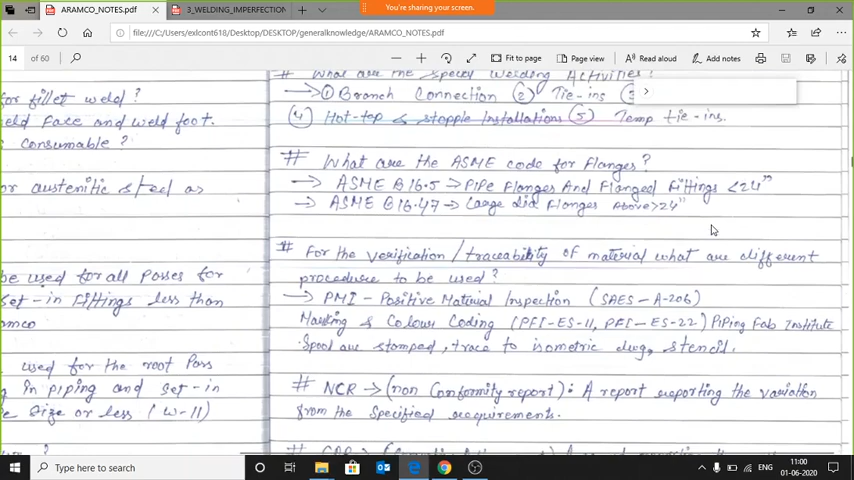 ARAMCO_NOTES.pdf
3_WELDING_IMPERFECTION
You're sharing your screen.
file:///C:/Users/exlcont618/Desktop/DESKTOP/generalknowledge/ARAMCO_NOTES.pdf
14 of 60
Fit to page
Page view
Read aloud
Add notes
for fillet weld?
eld Face and weld foot.
s consumable?
or austenitic steel as
be used for all Passes for
set-in Fittings less than
amco
used for the root Pass
g in piping and set-in
e size or less (W-11)
# What are the Specify Welding Activities?
→ ① Branch Connection ② Tie-ins
④ Hot-tap & stopple Installations ⑤ Temp tie-ins.
# What are the ASME code for Flanges?
→ ASME B16.5 → Pipe Flanges And Flanged Fittings <24"
→ ASME B16.47 → Large Dia Flanges Above >24"
# For the verification/traceability of material what are different
procedure to be used?
→ PMI - Positive Material Inspection (SAES-A-206)
Marking & Colour Coding (PFI-ES-11, PFI-ES-22) Piping Fab Institute
Spool are stamped, trace to isometric dwg, stencil.
# NCR → (non Conformity report): A report reporting the variation
from the Specified requirements.
Type here to search
ENG
11:00
01-06-2020